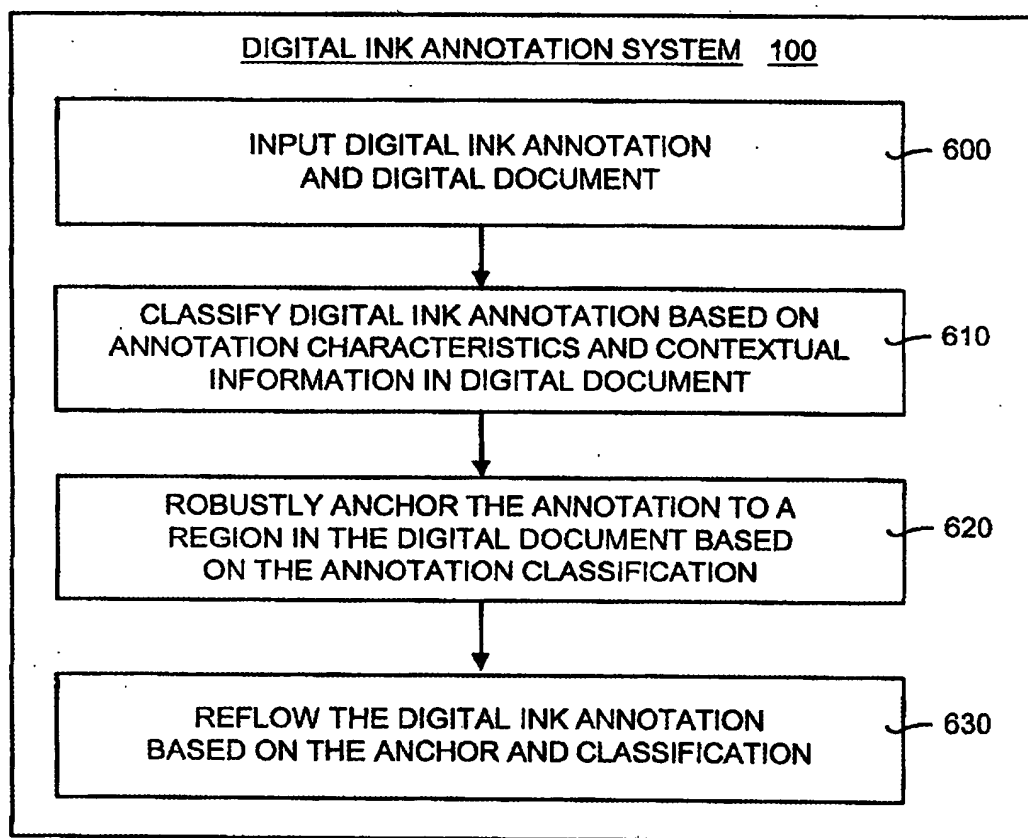 DIGITAL INK ANNOTATION SYSTEM 100
INPUT DIGITAL INK ANNOTATION
AND DIGITAL DOCUMENT
600
CLASSIFY DIGITAL INK ANNOTATION BASED ON
ANNOTATION CHARACTERISTICS AND CONTEXTUAL
INFORMATION IN DIGITAL DOCUMENT
610
ROBUSTLY ANCHOR THE ANNOTATION TO A
REGION IN THE DIGITAL DOCUMENT BASED
ON THE ANNOTATION CLASSIFICATION
620
REFLOW THE DIGITAL INK ANNOTATION
BASED ON THE ANCHOR AND CLASSIFICATION
630